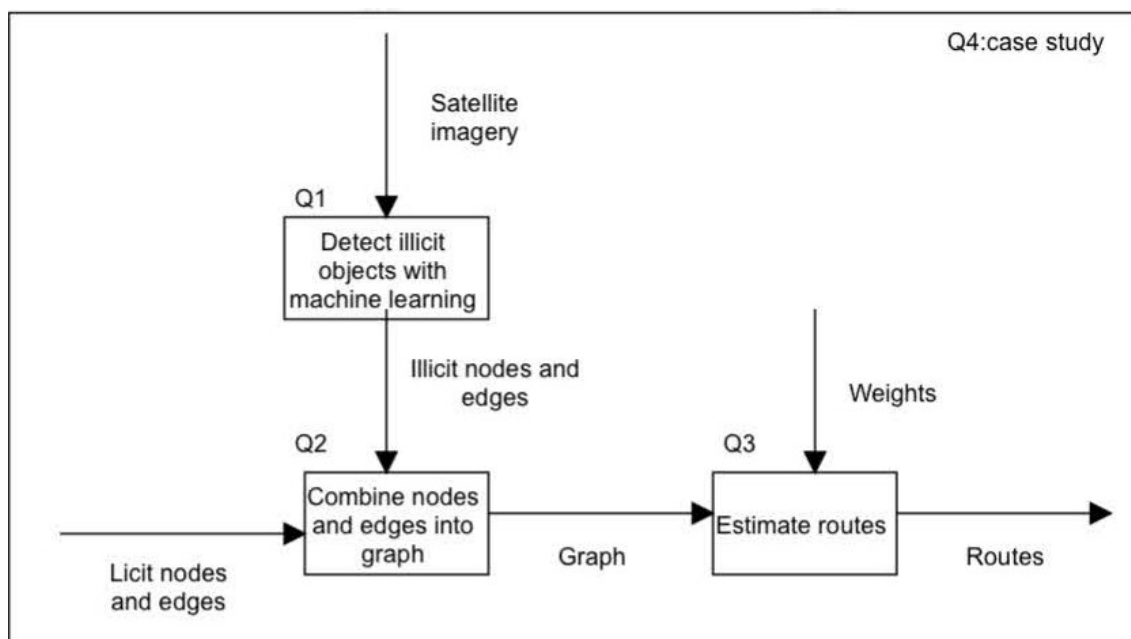 Q4:case study
Satellite
imagery
Q1
Detect illicit
objects with
machine learning
Illicit nodes and
edges
Weights
Q2
Q3
Combine nodes
and edges into
graph
Estimate routes
Graph
Routes
Licit nodes
and edges